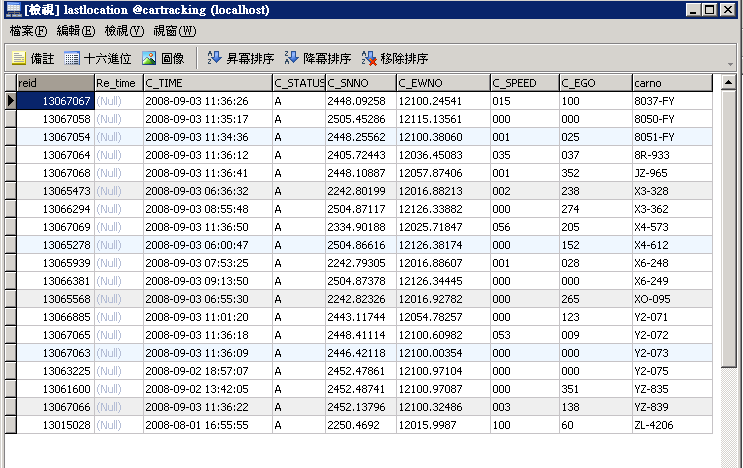 [檢視] lastlocation @cartracking (localhost)
檔案(F) 編輯(E) 檢視(V) 視窗(W)
備註 十六進位 圖像 昇冪排序 降冪排序 移除排序
reid Re_time C_TIME C_STATUS C_SNNO C_EWNO C_SPEED C_EGO carno
13067067 (Null) 2008-09-03 11:36:26 A 2448.09258 12100.24541 015 100 8037-FY
13067058 (Null) 2008-09-03 11:35:17 A 2505.45286 12115.13561 000 000 8050-FY
13067054 (Null) 2008-09-03 11:34:36 A 2448.25562 12100.38060 001 025 8051-FY
13067064 (Null) 2008-09-03 11:36:12 A 2405.72443 12036.45083 035 037 8R-933
13067068 (Null) 2008-09-03 11:36:41 A 2448.10887 12057.87406 001 352 JZ-965
13065473 (Null) 2008-09-03 06:36:32 A 2242.80199 12016.88213 002 238 X3-328
13066294 (Null) 2008-09-03 08:55:48 A 2504.87117 12126.33882 000 274 X3-362
13067069 (Null) 2008-09-03 11:36:50 A 2334.90188 12025.71847 056 205 X4-573
13065278 (Null) 2008-09-03 06:00:47 A 2504.86616 12126.38174 000 152 X4-612
13065939 (Null) 2008-09-03 07:53:25 A 2242.79305 12016.88607 001 028 X6-248
13066381 (Null) 2008-09-03 09:13:50 A 2504.87378 12126.34445 000 000 X6-249
13065568 (Null) 2008-09-03 06:55:30 A 2242.82326 12016.92782 000 265 XO-095
13066885 (Null) 2008-09-03 11:01:20 A 2443.11744 12054.78257 000 123 Y2-071
13067065 (Null) 2008-09-03 11:36:18 A 2448.41114 12100.60982 053 009 Y2-072
13067063 (Null) 2008-09-03 11:36:09 A 2446.42118 12100.00354 000 000 Y2-073
13063225 (Null) 2008-09-02 18:57:07 A 2452.47861 12100.97104 000 000 Y2-075
13061600 (Null) 2008-09-02 13:42:05 A 2452.48741 12100.97087 000 351 YZ-835
13067066 (Null) 2008-09-03 11:36:22 A 2452.13796 12100.32486 003 138 YZ-839
13015028 (Null) 2008-08-01 16:55:55 A 2250.4692 12015.9987 100 60 ZL-4206